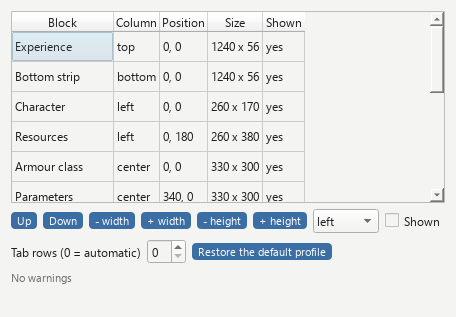 Block Column Position Size Shown
Experience top 0, 0 1240 x 56 yes
Bottom strip bottom 0, 0 1240 x 56 yes
Character left 0, 0 260 x 170 yes
Resources left 0, 180 260 x 380 yes
Armour class center 0, 0 330 x 300 yes
Parameters center 340, 0 330 x 300 yes
Up Down - width + width - height + height left Shown
Tab rows (0 = automatic) 0 Restore the default profile
No warnings